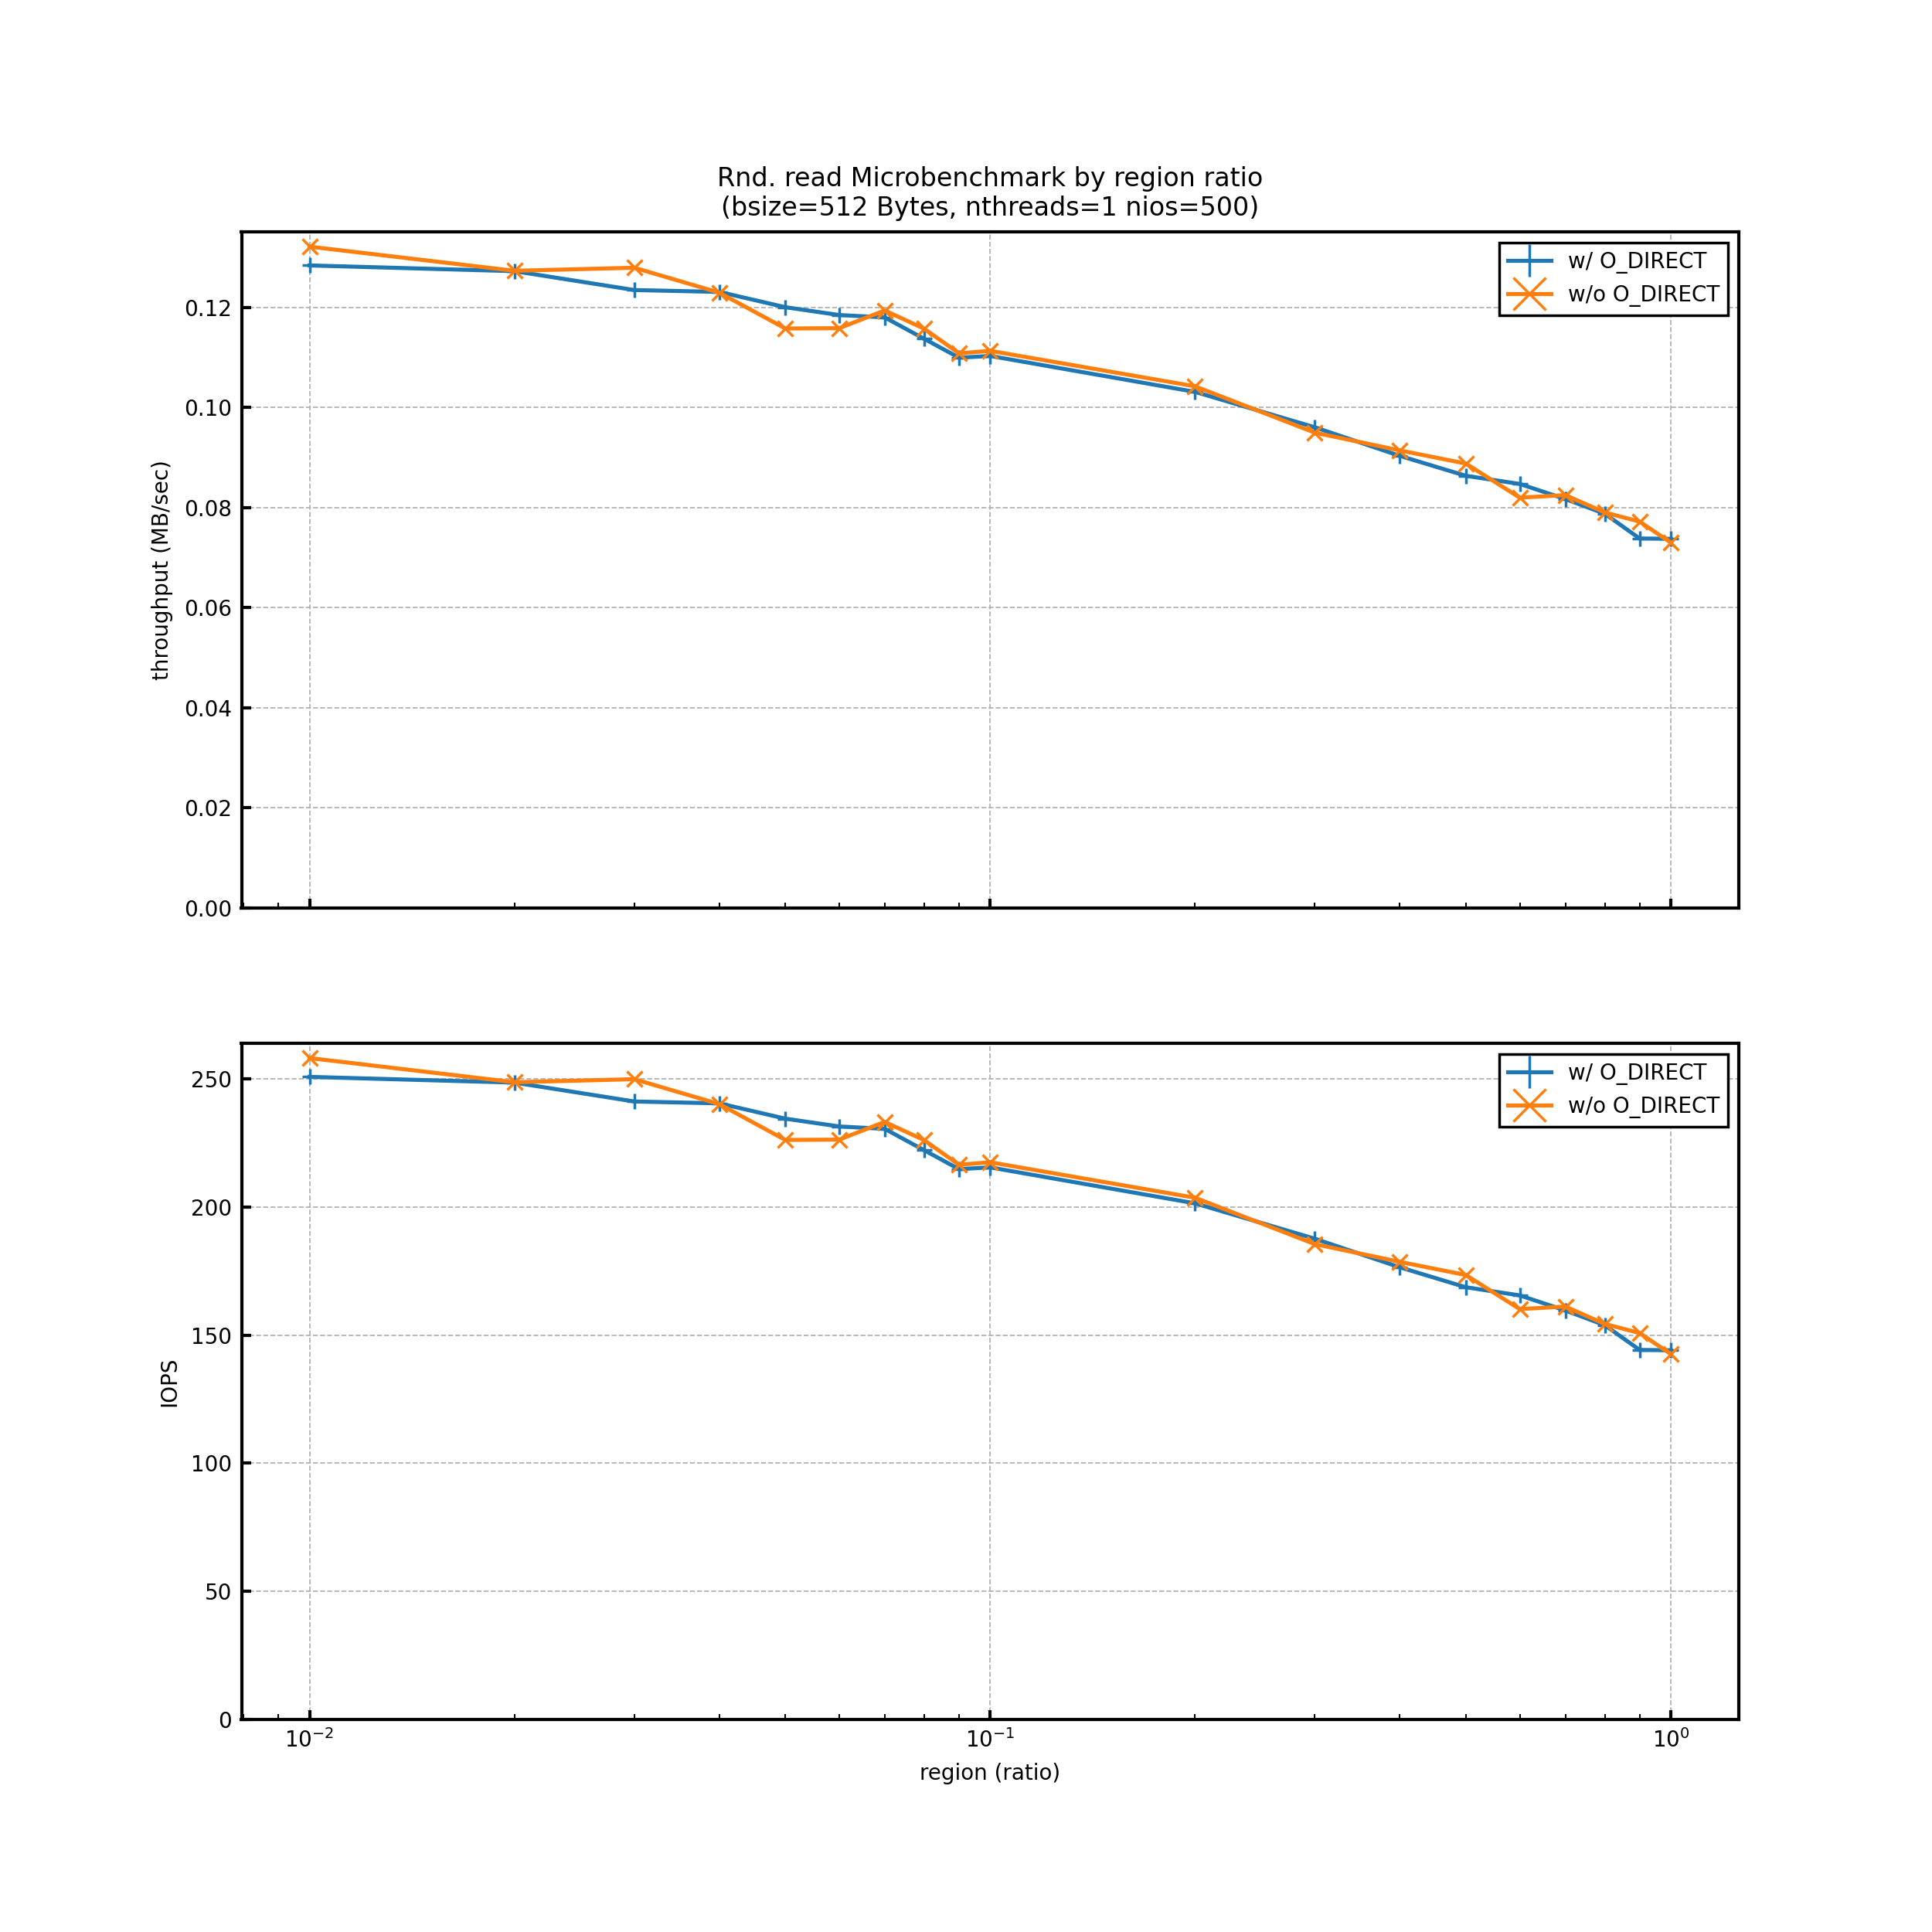 Rnd. read Microbenchmark by region ratio
(bsize=512 Bytes, nthreads=1 nios=500)
w/ O_DIRECT
w/o O_DIRECT
0.12
0.10
0.08
0.06
0.04
0.02
0.00
throughput (MB/sec)
w/ O_DIRECT
w/o O_DIRECT
250
200
150
100
50
0
IOPS
10⁻² 10⁻¹ 10⁰
region (ratio)